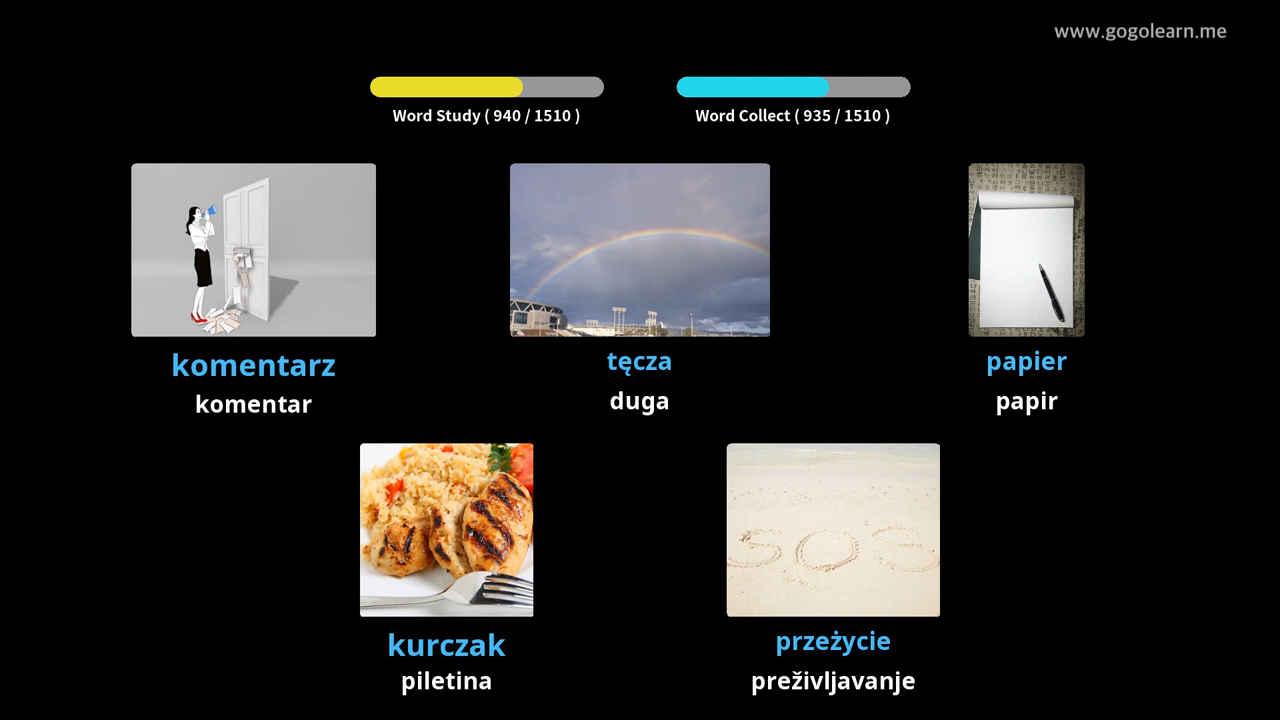 www.gogolearn.me
Word Study ( 940 / 1510 )
Word Collect ( 935 / 1510 )
komentarz
komentar
tęcza
duga
papier
papir
kurczak
piletina
przeżycie
preživljavanje
SOS